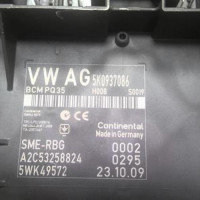 VW AG 5K0937086
BCM PQ35 H008 S0019
Continental
Made in Germany
SME-RBG 0002
A2C53258824 0295
5WK49572 23.10.09